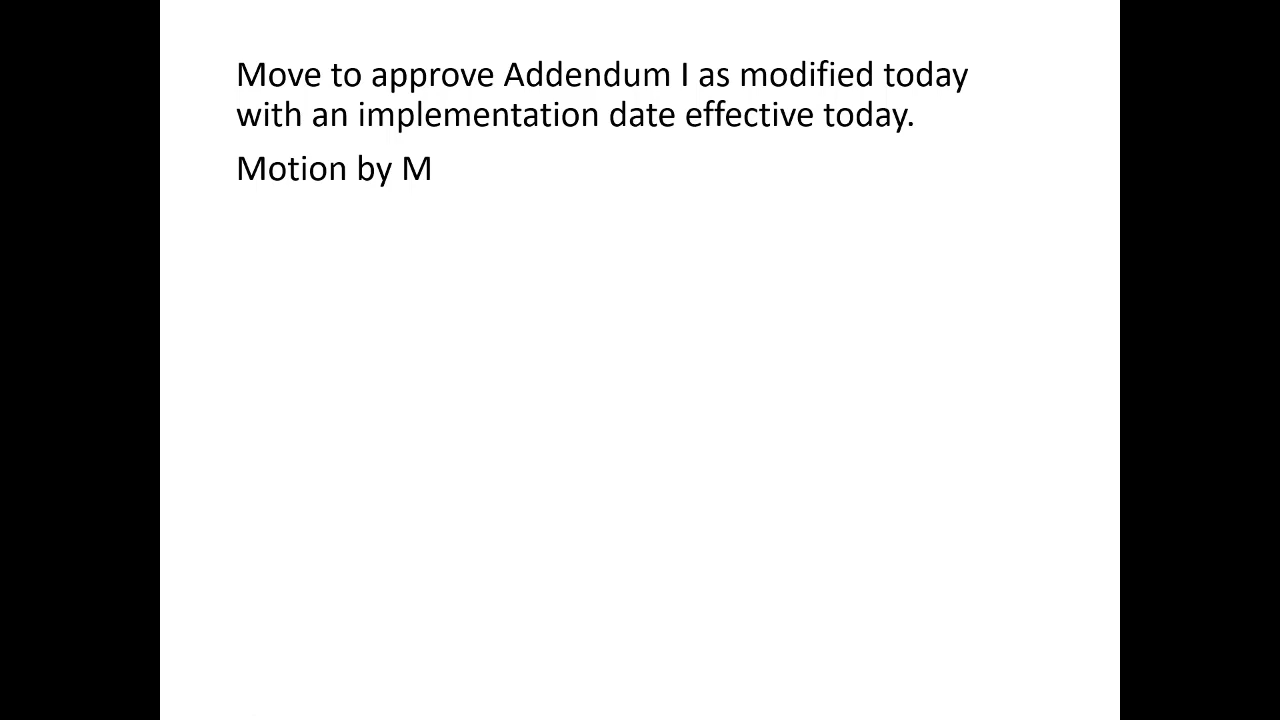 Move to approve Addendum I as modified today
with an implementation date effective today.
Motion by M